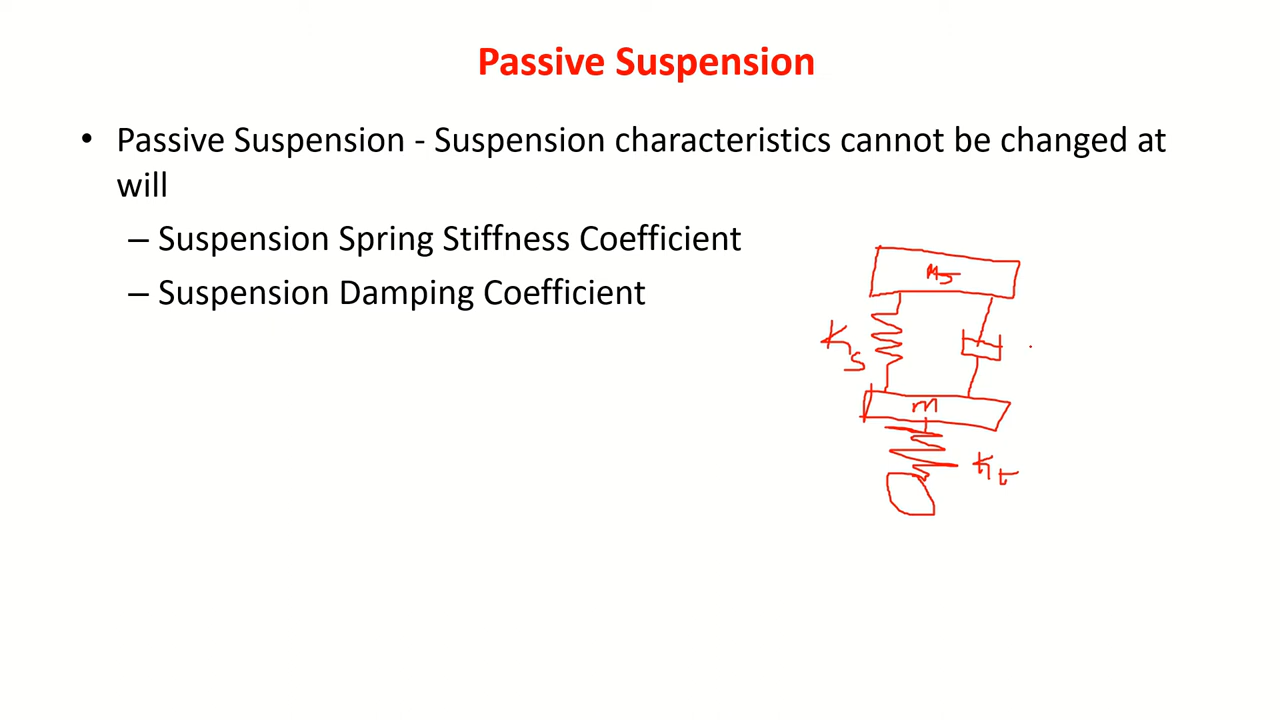 Passive Suspension
• Passive Suspension - Suspension characteristics cannot be changed at
will
– Suspension Spring Stiffness Coefficient
– Suspension Damping Coefficient
Ms
Ks
m
Kt